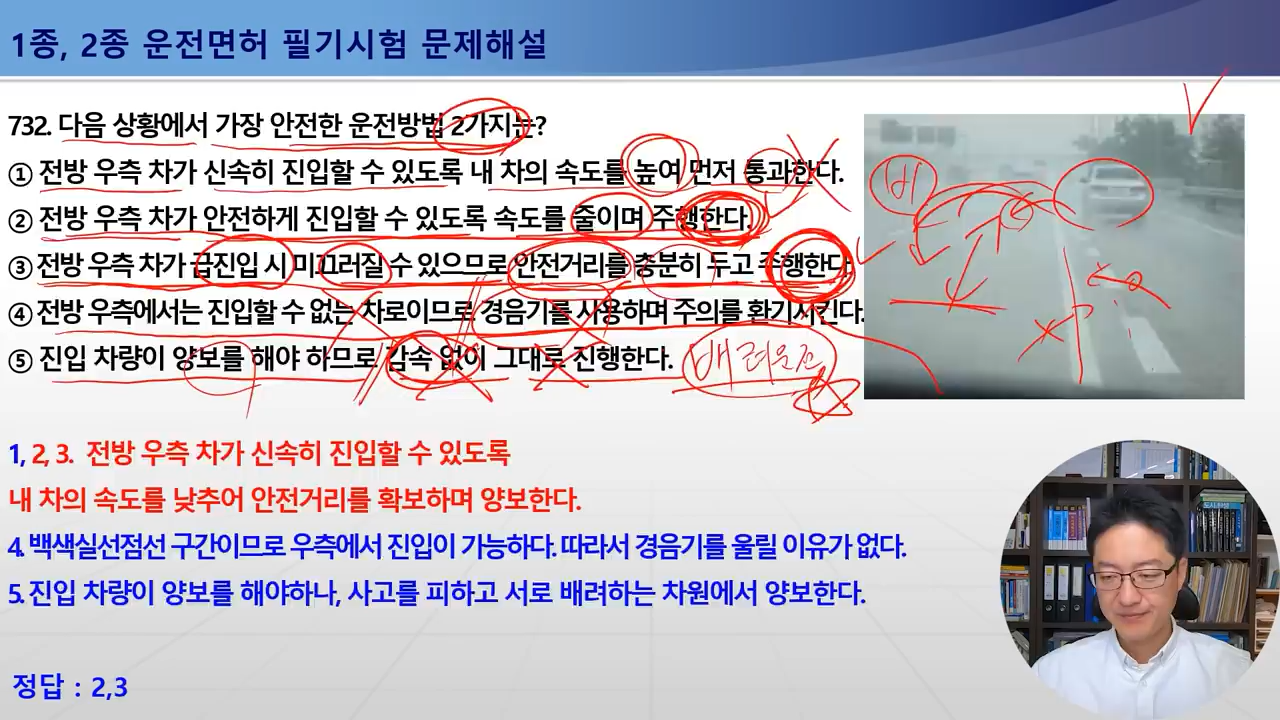 1종, 2종 운전면허 필기시험 문제해설
732. 다음 상황에서 가장 안전한 운전방법 2가지는?
① 전방 우측 차가 신속히 진입할 수 있도록 내 차의 속도를 높여 먼저 통과한다.
② 전방 우측 차가 안전하게 진입할 수 있도록 속도를 줄이며 주행한다.
③ 전방 우측 차가 급진입 시 미끄러질 수 있으므로 안전거리를 충분히 두고 주행한다.
④ 전방 우측에서는 진입할 수 없는 차로이므로 경음기를 사용하며 주의를 환기시킨다.
⑤ 진입 차량이 양보를 해야 하므로 감속 없이 그대로 진행한다.
배려운전
비
1, 2, 3. 전방 우측 차가 신속히 진입할 수 있도록
내 차의 속도를 낮추어 안전거리를 확보하며 양보한다.
4. 백색실선점선 구간이므로 우측에서 진입이 가능하다. 따라서 경음기를 울릴 이유가 없다.
5. 진입 차량이 양보를 해야하나, 사고를 피하고 서로 배려하는 차원에서 양보한다.
정답 : 2,3